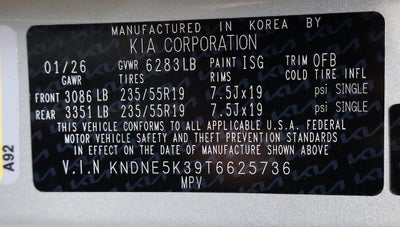 MANUFACTURED IN KOREA BY
KIA CORPORATION
01/26 GVWR 6283LB PAINT ISG TRIM OFB
GAWR TIRES RIMS COLD TIRE INFL
FRONT 3086 LB 235/55R19 7.5Jx19 psi SINGLE
REAR 3351 LB 235/55R19 7.5Jx19 psi SINGLE
THIS VEHICLE CONFORMS TO ALL APPLICABLE U.S.A. FEDERAL
MOTOR VEHICLE SAFETY AND THEFT PREVENTION STANDARDS
IN EFFECT ON THE DATE OF MANUFACTURE SHOWN ABOVE
V.I.N KNDNE5K39T6625736
MPV
A92